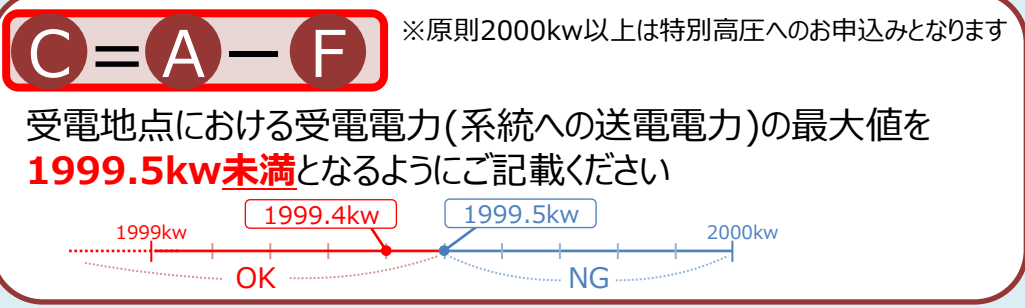 C=A－F
※原則2000kw以上は特別高圧へのお申込みとなります
受電地点における受電電力(系統への送電電力)の最大値を
1999.5kw未満となるようにご記載ください
1999.4kw
1999.5kw
1999kw
2000kw
OK
NG